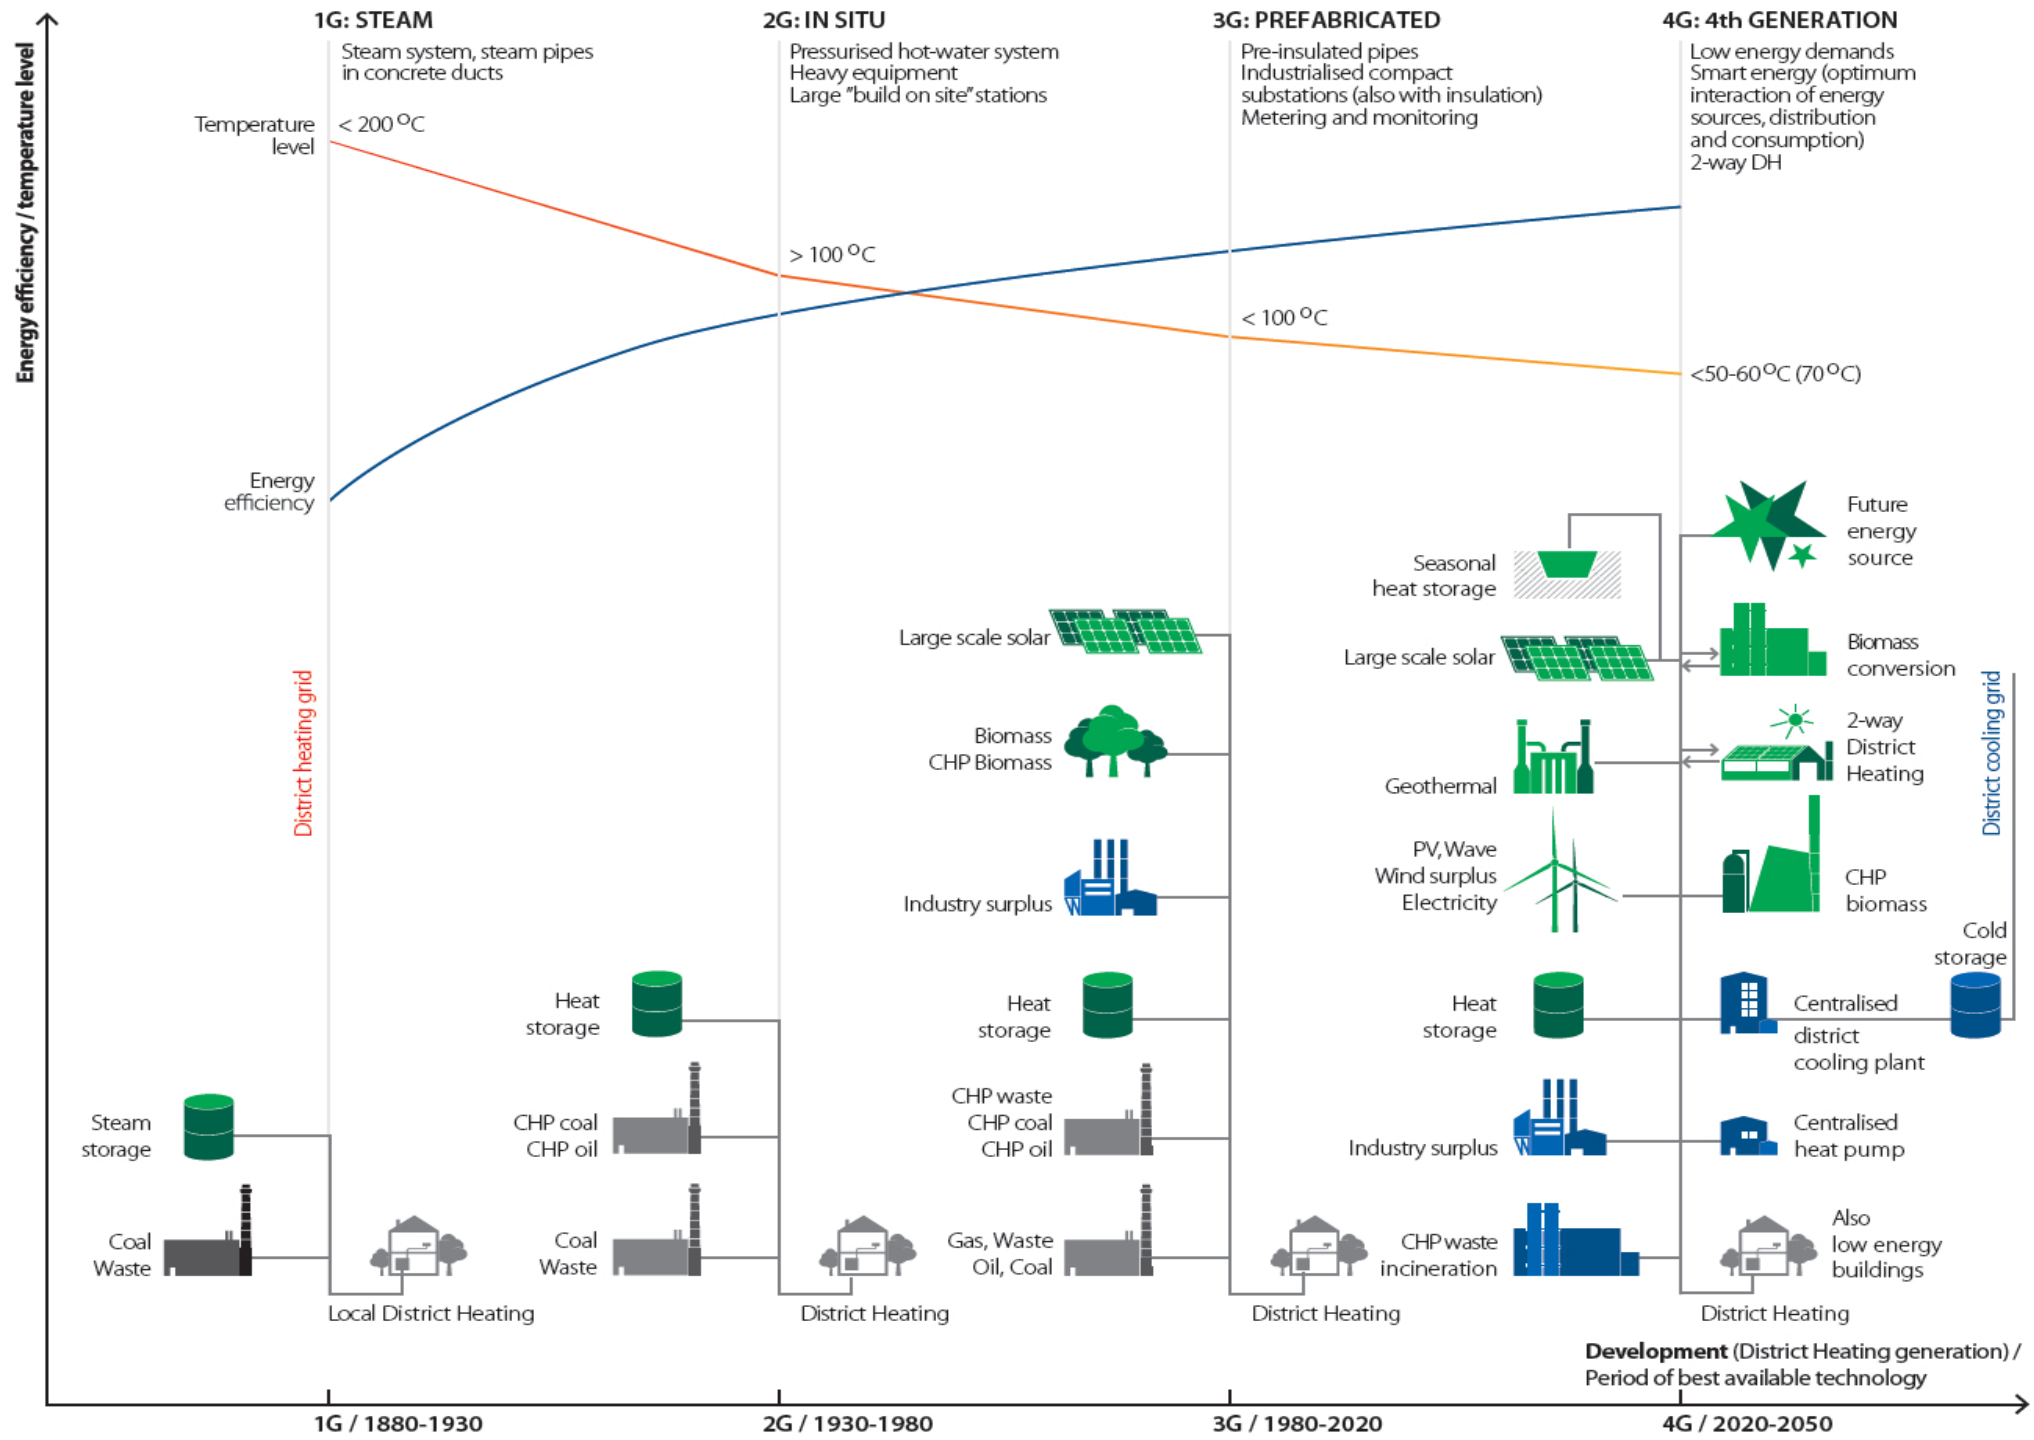 1G: STEAM
Steam system, steam pipes
in concrete ducts
2G: IN SITU
Pressurised hot-water system
Heavy equipment
Large "build on site" stations
3G: PREFABRICATED
Pre-insulated pipes
Industrialised compact
substations (also with insulation)
Metering and monitoring
4G: 4th GENERATION
Low energy demands
Smart energy (optimum
interaction of energy
sources, distribution
and consumption)
2-way DH
Energy efficiency / temperature level
Temperature
level
< 200 °C
> 100 °C
< 100 °C
<50-60 °C (70 °C)
Energy
efficiency
District heating grid
Steam
storage
Coal
Waste
Local District Heating
Heat
storage
CHP coal
CHP oil
Coal
Waste
District Heating
Large scale solar
Biomass
CHP Biomass
Industry surplus
Heat
storage
CHP waste
CHP coal
CHP oil
Gas, Waste
Oil, Coal
District Heating
Seasonal
heat storage
Large scale solar
Geothermal
PV, Wave
Wind surplus
Electricity
Heat
storage
Industry surplus
CHP waste
incineration
Future
energy
source
Biomass
conversion
2-way
District
Heating
CHP
biomass
Cold
storage
Centralised
district
cooling plant
Centralised
heat pump
Also
low energy
buildings
District Heating
District cooling grid
Development (District Heating generation) /
Period of best available technology
1G / 1880-1930
2G / 1930-1980
3G / 1980-2020
4G / 2020-2050